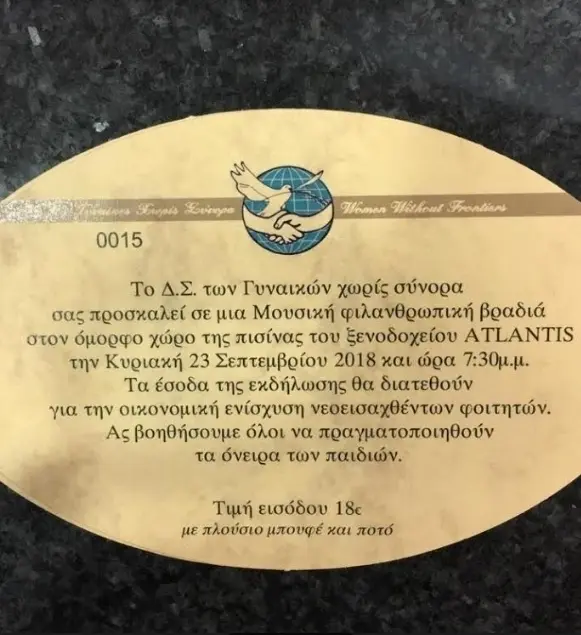 Γυναίκες Χωρίς Σύνορα Women Without Frontiers
0015
Το Δ.Σ. των Γυναικών χωρίς σύνορα
σας προσκαλεί σε μια Μουσική φιλανθρωπική βραδιά
στον όμορφο χώρο της πισίνας του ξενοδοχείου ATLANTIS
την Κυριακή 23 Σεπτεμβρίου 2018 και ώρα 7:30μ.μ.
Τα έσοδα της εκδήλωσης θα διατεθούν
για την οικονομική ενίσχυση νεοεισαχθέντων φοιτητών.
Ας βοηθήσουμε όλοι να πραγματοποιηθούν
τα όνειρα των παιδιών.
Τιμή εισόδου 18€
με πλούσιο μπουφέ και ποτό